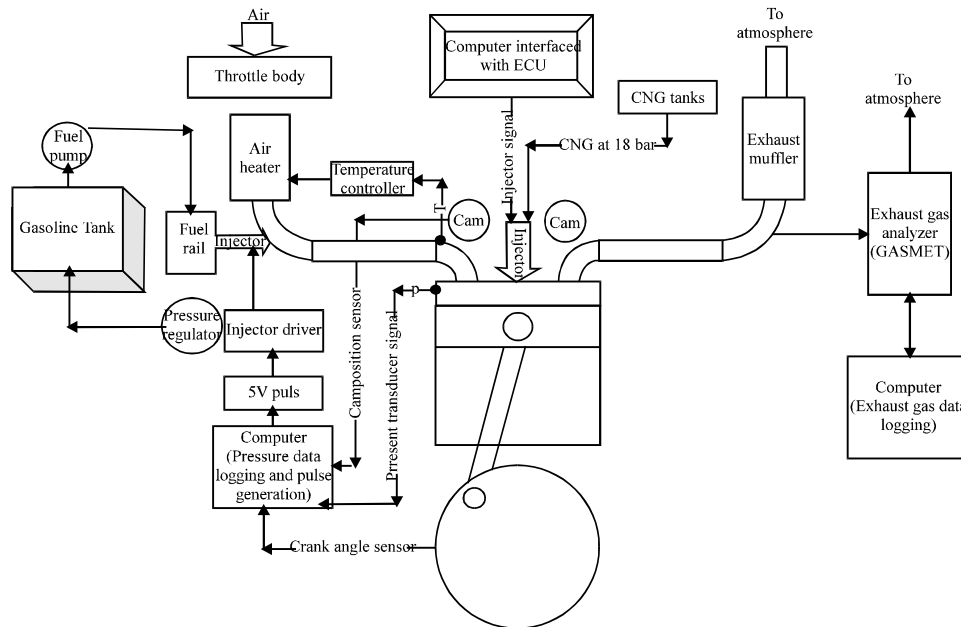 Air
Throttle body
Computer interfaced
with ECU
To
atmosphere
CNG tanks
To
atmosphere
Fuel
pump
Air
heater
Temperature
controller
Injector signal
CNG at 18 bar
Exhaust
muffler
Gasolinc Tank
Fuel
rail
Injector
T
Cam
Injector
Cam
Exhaust gas
analyzer
(GASMET)
Pressure
regulator
Injector driver
Camposition sensor
p
Prresent transducer signal
5V puls
Computer
(Pressure data
logging and pulse
generation)
Computer
(Exhaust gas data
logging)
Crank angle sensor